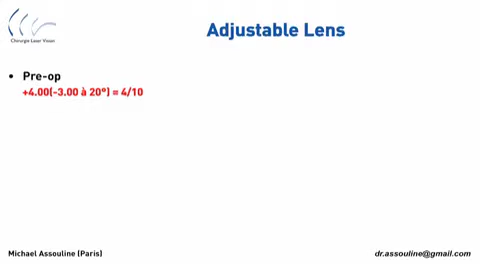 Chirurgie Laser Vision
Adjustable Lens
• Pre-op
+4.00(-3.00 à 20°) = 4/10
Michael Assouline (Paris)
dr.assouline@gmail.com